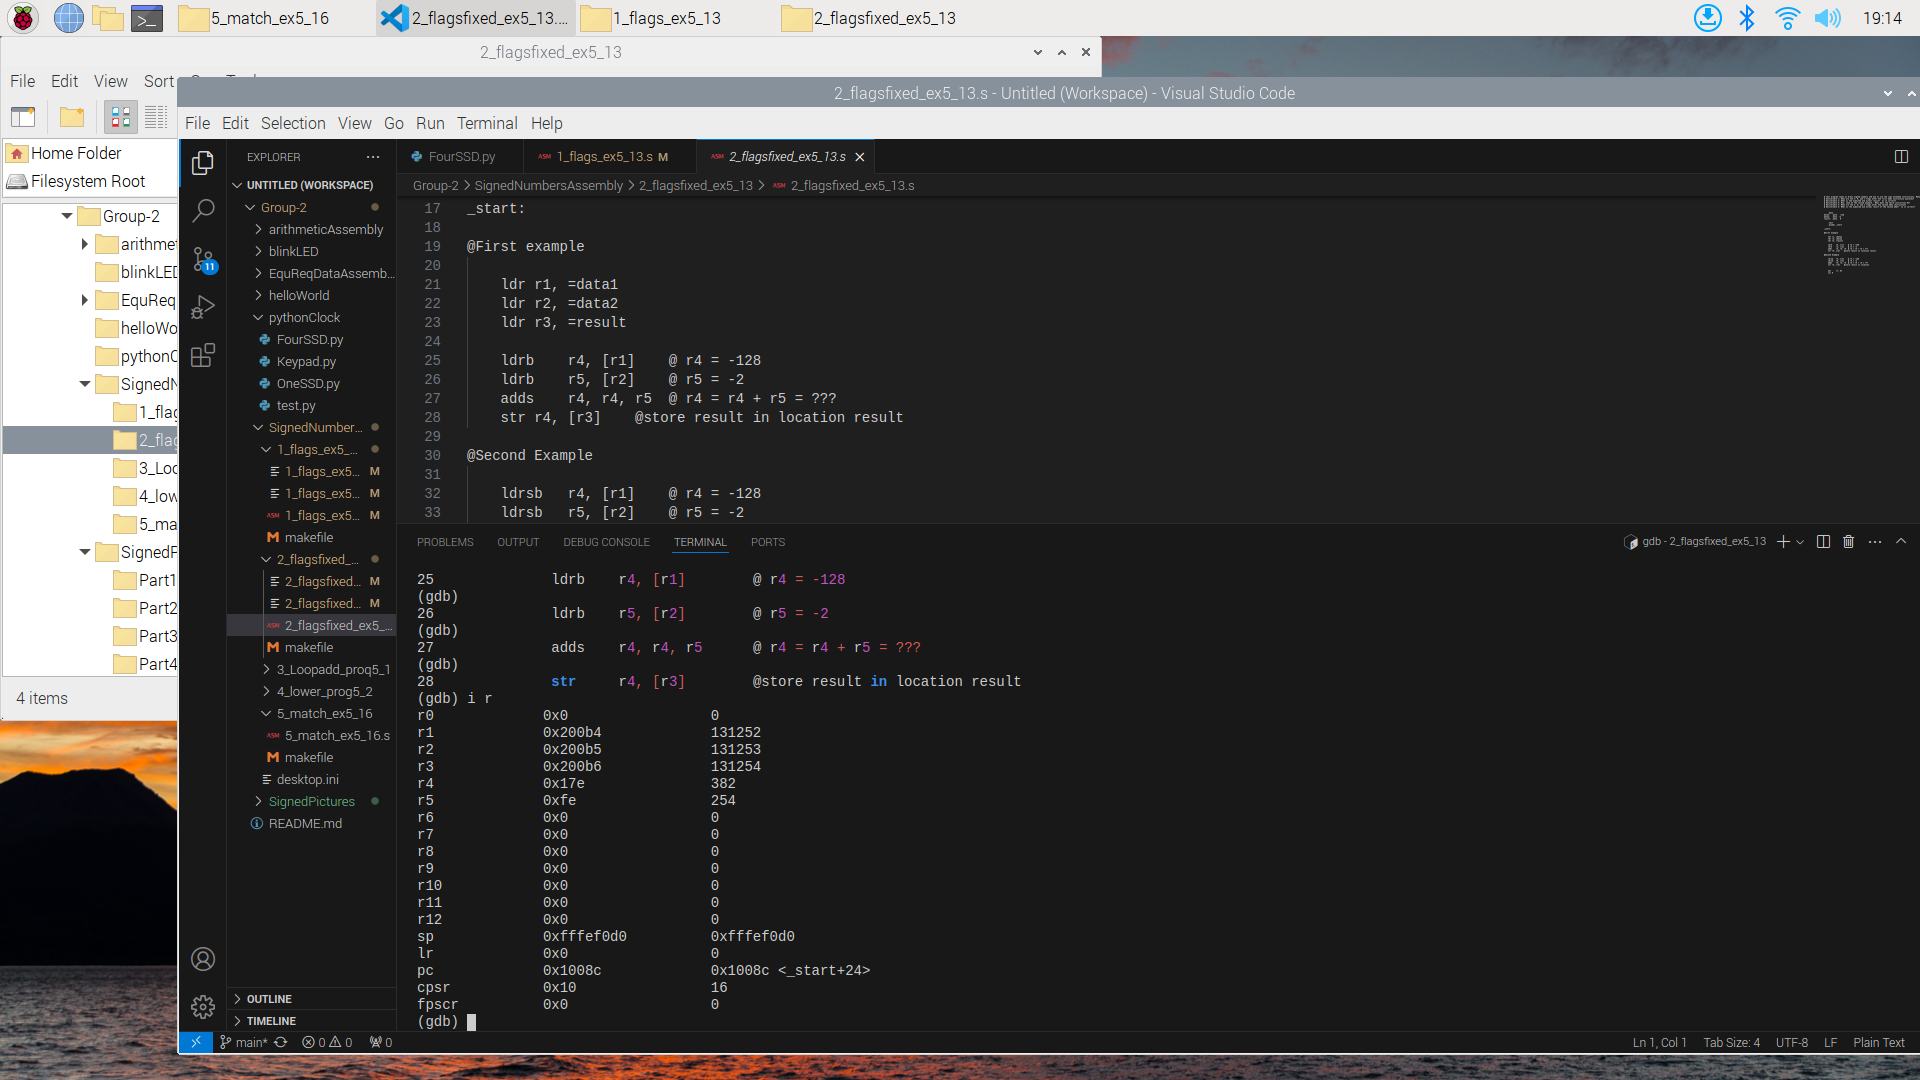 5_match_ex5_16
2_flagsfixed_ex5_13....
1_flags_ex5_13
2_flagsfixed_ex5_13
19:14
2_flagsfixed_ex5_13
File Edit View Sort
2_flagsfixed_ex5_13.s - Untitled (Workspace) - Visual Studio Code
File Edit Selection View Go Run Terminal Help
Home Folder
Filesystem Root
Group-2
arithmet
blinkLED
EquReq
helloWo
pythonC
SignedN
1_flag
2_flag
3_Loo
4_low
5_ma
SignedP
Part1
Part2
Part3
Part4
4 items
11
EXPLORER ...
UNTITLED (WORKSPACE)
Group-2
arithmeticAssembly
blinkLED
EquReqDataAssemb...
helloWorld
pythonClock
FourSSD.py
Keypad.py
OneSSD.py
test.py
SignedNumber...
1_flags_ex5_...
1_flags_ex5... M
1_flags_ex5... M
ASM 1_flags_ex5... M
M makefile
2_flagsfixed_...
2_flagsfixed... M
2_flagsfixed... M
ASM 2_flagsfixed_ex5_...
M makefile
3_Loopadd_proq5_1
4_lower_prog5_2
5_match_ex5_16
ASM 5_match_ex5_16.s
M makefile
desktop.ini
SignedPictures
README.md
OUTLINE
TIMELINE
FourSSD.py
ASM 1_flags_ex5_13.s M
ASM 2_flagsfixed_ex5_13.s
Group-2 > SignedNumbersAssembly > 2_flagsfixed_ex5_13 > ASM 2_flagsfixed_ex5_13.s
17 _start:
18
19 @First example
20
21 ldr r1, =data1
22 ldr r2, =data2
23 ldr r3, =result
24
25 ldrb r4, [r1] @ r4 = -128
26 ldrb r5, [r2] @ r5 = -2
27 adds r4, r4, r5 @ r4 = r4 + r5 = ???
28 str r4, [r3] @store result in location result
29
30 @Second Example
31
32 ldrsb r4, [r1] @ r4 = -128
33 ldrsb r5, [r2] @ r5 = -2
PROBLEMS OUTPUT DEBUG CONSOLE TERMINAL PORTS
gdb - 2_flagsfixed_ex5_13
25 ldrb r4, [r1] @ r4 = -128
(gdb)
26 ldrb r5, [r2] @ r5 = -2
(gdb)
27 adds r4, r4, r5 @ r4 = r4 + r5 = ???
(gdb)
28 str r4, [r3] @store result in location result
(gdb) i r
r0 0x0 0
r1 0x200b4 131252
r2 0x200b5 131253
r3 0x200b6 131254
r4 0x17e 382
r5 0xfe 254
r6 0x0 0
r7 0x0 0
r8 0x0 0
r9 0x0 0
r10 0x0 0
r11 0x0 0
r12 0x0 0
sp 0xfffef0d0 0xfffef0d0
lr 0x0 0
pc 0x1008c 0x1008c <_start+24>
cpsr 0x10 16
fpscr 0x0 0
(gdb)
main* 0 0 0
Ln 1, Col 1 Tab Size: 4 UTF-8 LF Plain Text